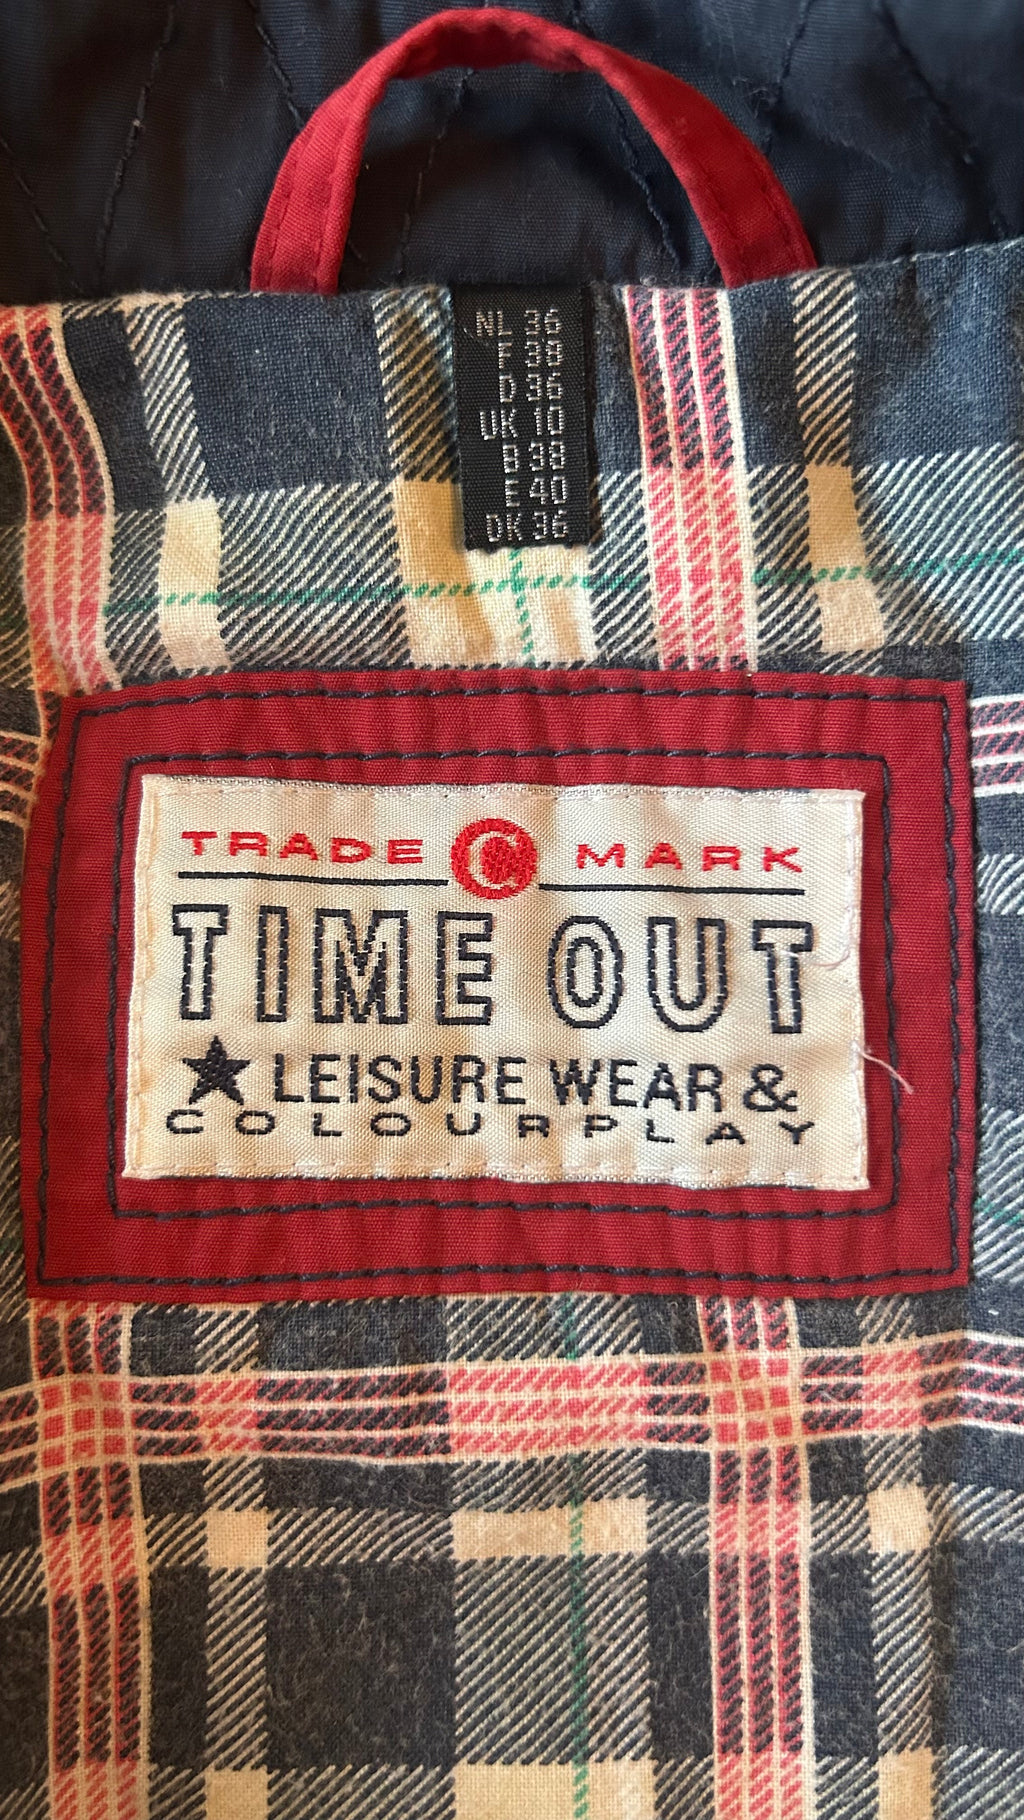 NL 36
F 38
D 36
UK 10
B 38
E 40
DK 36
TRADE C MARK
TIME OUT
LEISURE WEAR &
COLOURPLAY